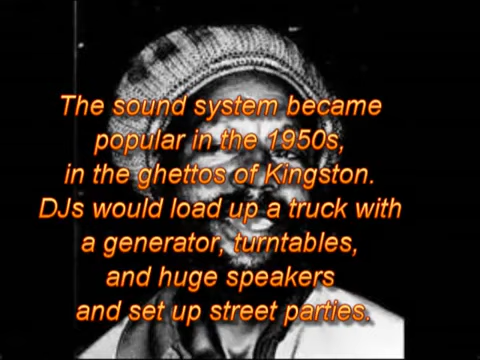 The sound system became
popular in the 1950s,
in the ghettos of Kingston.
DJs would load up a truck with
a generator, turntables,
and huge speakers
and set up street parties.